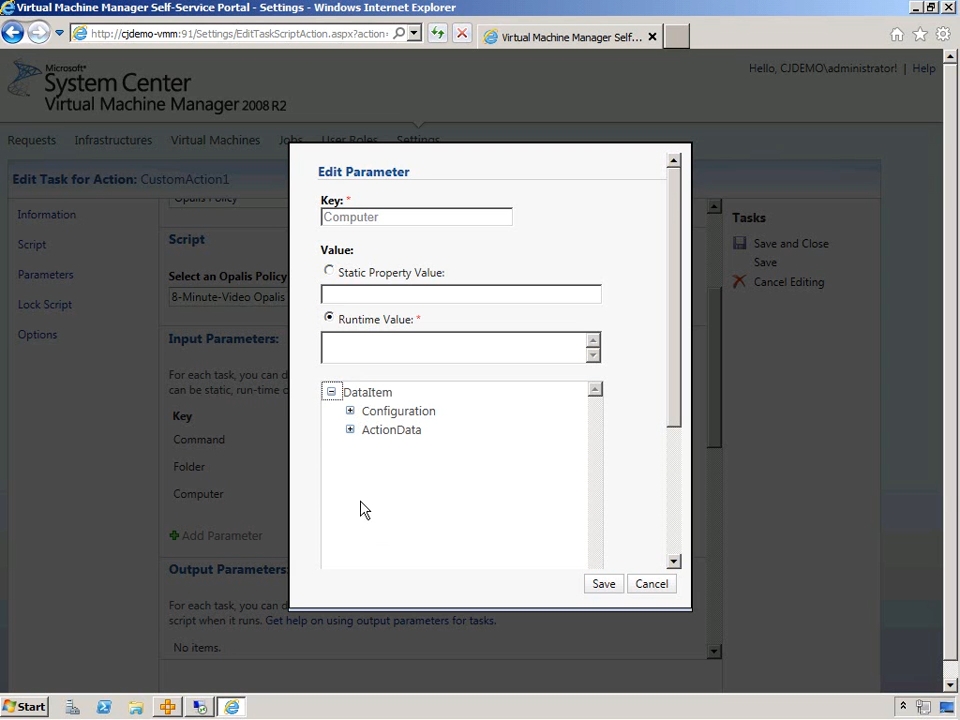 Virtual Machine Manager Self-Service Portal - Settings - Windows Internet Explorer
http://cjdemo-vmm:91/Settings/EditTaskScriptAction.aspx?action=
Virtual Machine Manager Self...
Hello, CJDEMO\administrator! | Help
Microsoft
System Center
Virtual Machine Manager 2008 R2
Requests Infrastructures Virtual Machines Jobs User Roles Settings
Edit Task for Action: CustomAction1
Information
Script
Parameters
Lock Script
Options
Opalis Policy
Script
Select an Opalis Policy
8-Minute-Video Opalis
Input Parameters:
For each task, you can d
can be static, run-time o
Key
Command
Folder
Computer
Add Parameter
Output Parameters:
For each task, you can d
script when it runs. Get help on using output parameters for tasks.
No items.
Edit Parameter
Key: *
Computer
Value:
Static Property Value:
Runtime Value: *
DataItem
Configuration
ActionData
Save Cancel
Tasks
Save and Close
Save
Cancel Editing
Start